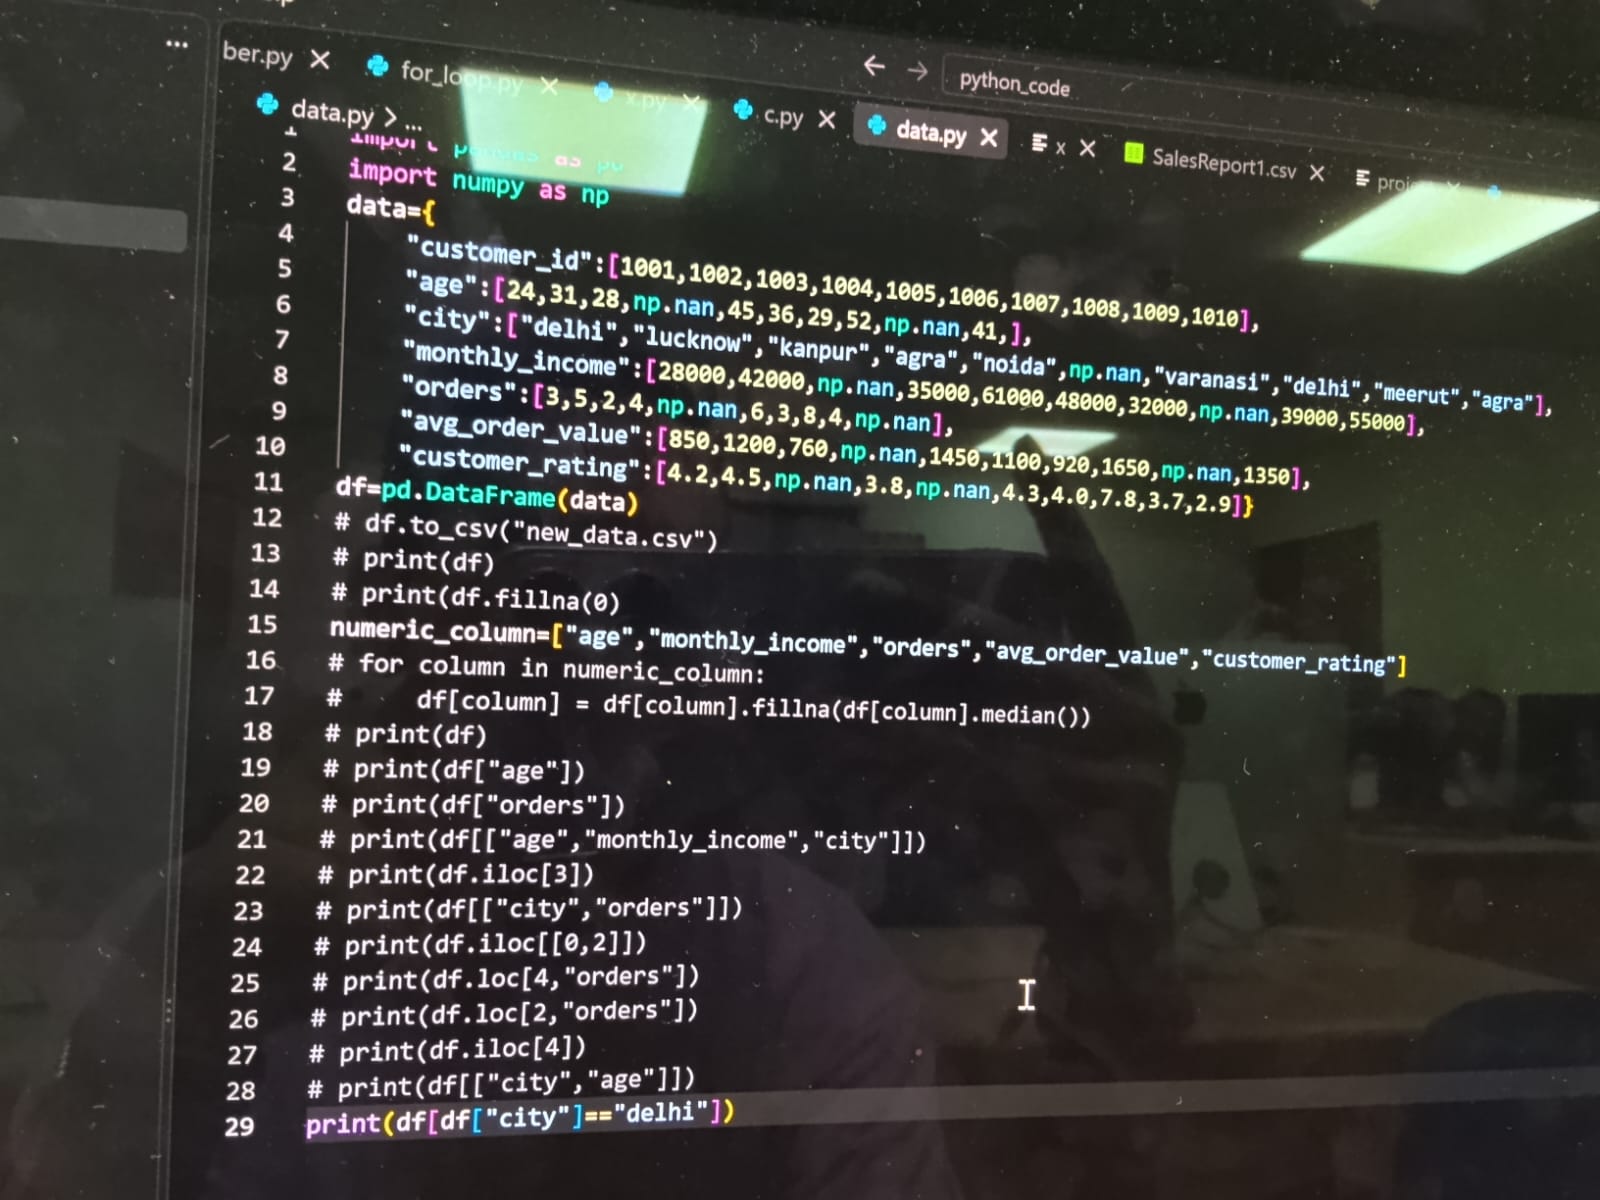 ber.py
for_loop.py
x.py
c.py
data.py
x
SalesReport1.csv
python_code
data.py > ...
1 import pandas as pd
2 import numpy as np
3 data={
4 "customer_id":[1001,1002,1003,1004,1005,1006,1007,1008,1009,1010],
5 "age":[24,31,28,np.nan,45,36,29,52,np.nan,41,],
6 "city":["delhi","lucknow","kanpur","agra","noida",np.nan,"varanasi","delhi","meerut","agra"],
7 "monthly_income":[28000,42000,np.nan,35000,61000,48000,32000,np.nan,39000,55000],
8 "orders":[3,5,2,4,np.nan,6,3,8,4,np.nan],
9 "avg_order_value":[850,1200,760,np.nan,1450,1100,920,1650,np.nan,1350],
10 "customer_rating":[4.2,4.5,np.nan,3.8,np.nan,4.3,4.0,7.8,3.7,2.9]}
11 df=pd.DataFrame(data)
12 # df.to_csv("new_data.csv")
13 # print(df)
14 # print(df.fillna(0)
15 numeric_column=["age","monthly_income","orders","avg_order_value","customer_rating"]
16 # for column in numeric_column:
17 #     df[column] = df[column].fillna(df[column].median())
18 # print(df)
19 # print(df["age"])
20 # print(df["orders"])
21 # print(df[["age","monthly_income","city"]])
22 # print(df.iloc[3])
23 # print(df[["city","orders"]])
24 # print(df.iloc[[0,2]])
25 # print(df.loc[4,"orders"])
26 # print(df.loc[2,"orders"])
27 # print(df.iloc[4])
28 # print(df[["city","age"]])
29 print(df[df["city"]=="delhi"])